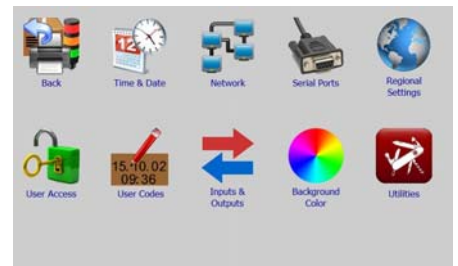 12
Back
Time & Date
Network
Serial Ports
Regional
Settings
15.10.02
09:36
User Access
User Codes
Inputs &
Outputs
Background
Color
Utilities